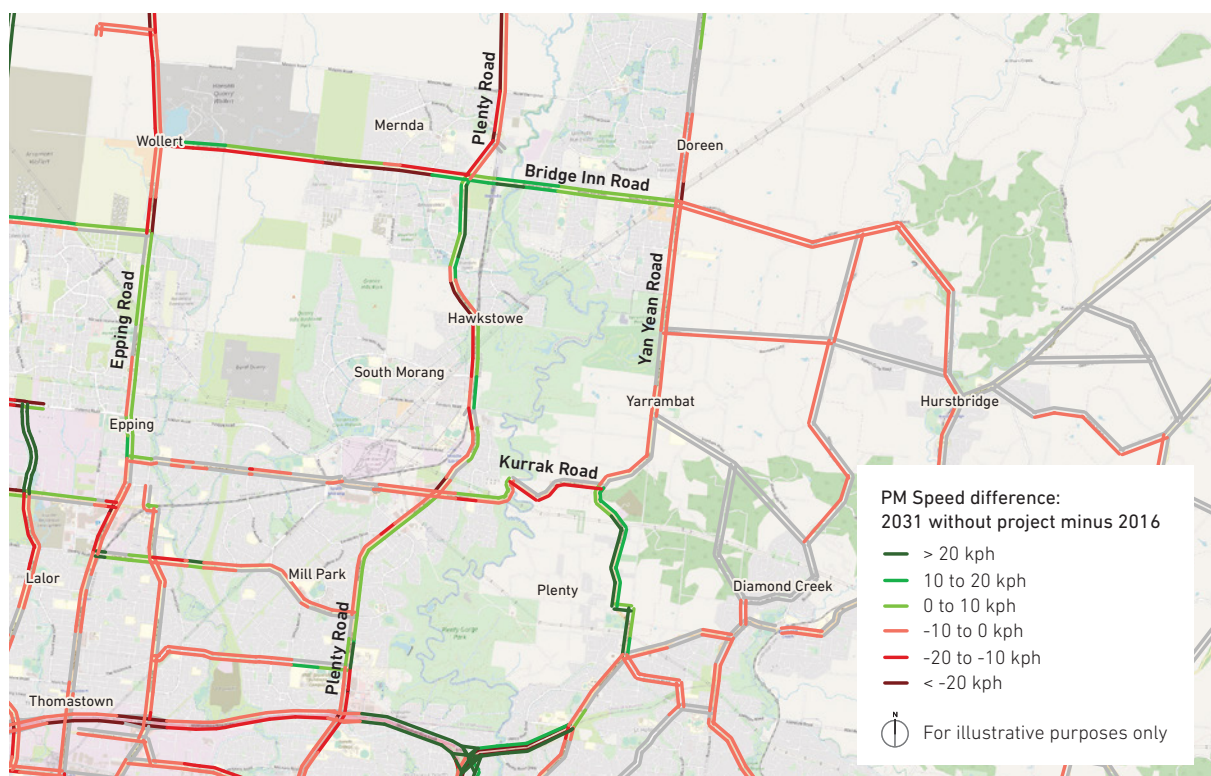 Plenty Road
Mernda
Wollert
Doreen
Bridge Inn Road
Epping Road
Hawkstowe
Yan Yean Road
South Morang
Yarrambat
Hurstbridge
Epping
Kurrak Road
PM Speed difference:
2031 without project minus 2016
> 20 kph
10 to 20 kph
0 to 10 kph
-10 to 0 kph
-20 to -10 kph
< -20 kph
N
For illustrative purposes only
Lalor
Mill Park
Plenty
Diamond Creek
Plenty Road
Thomastown